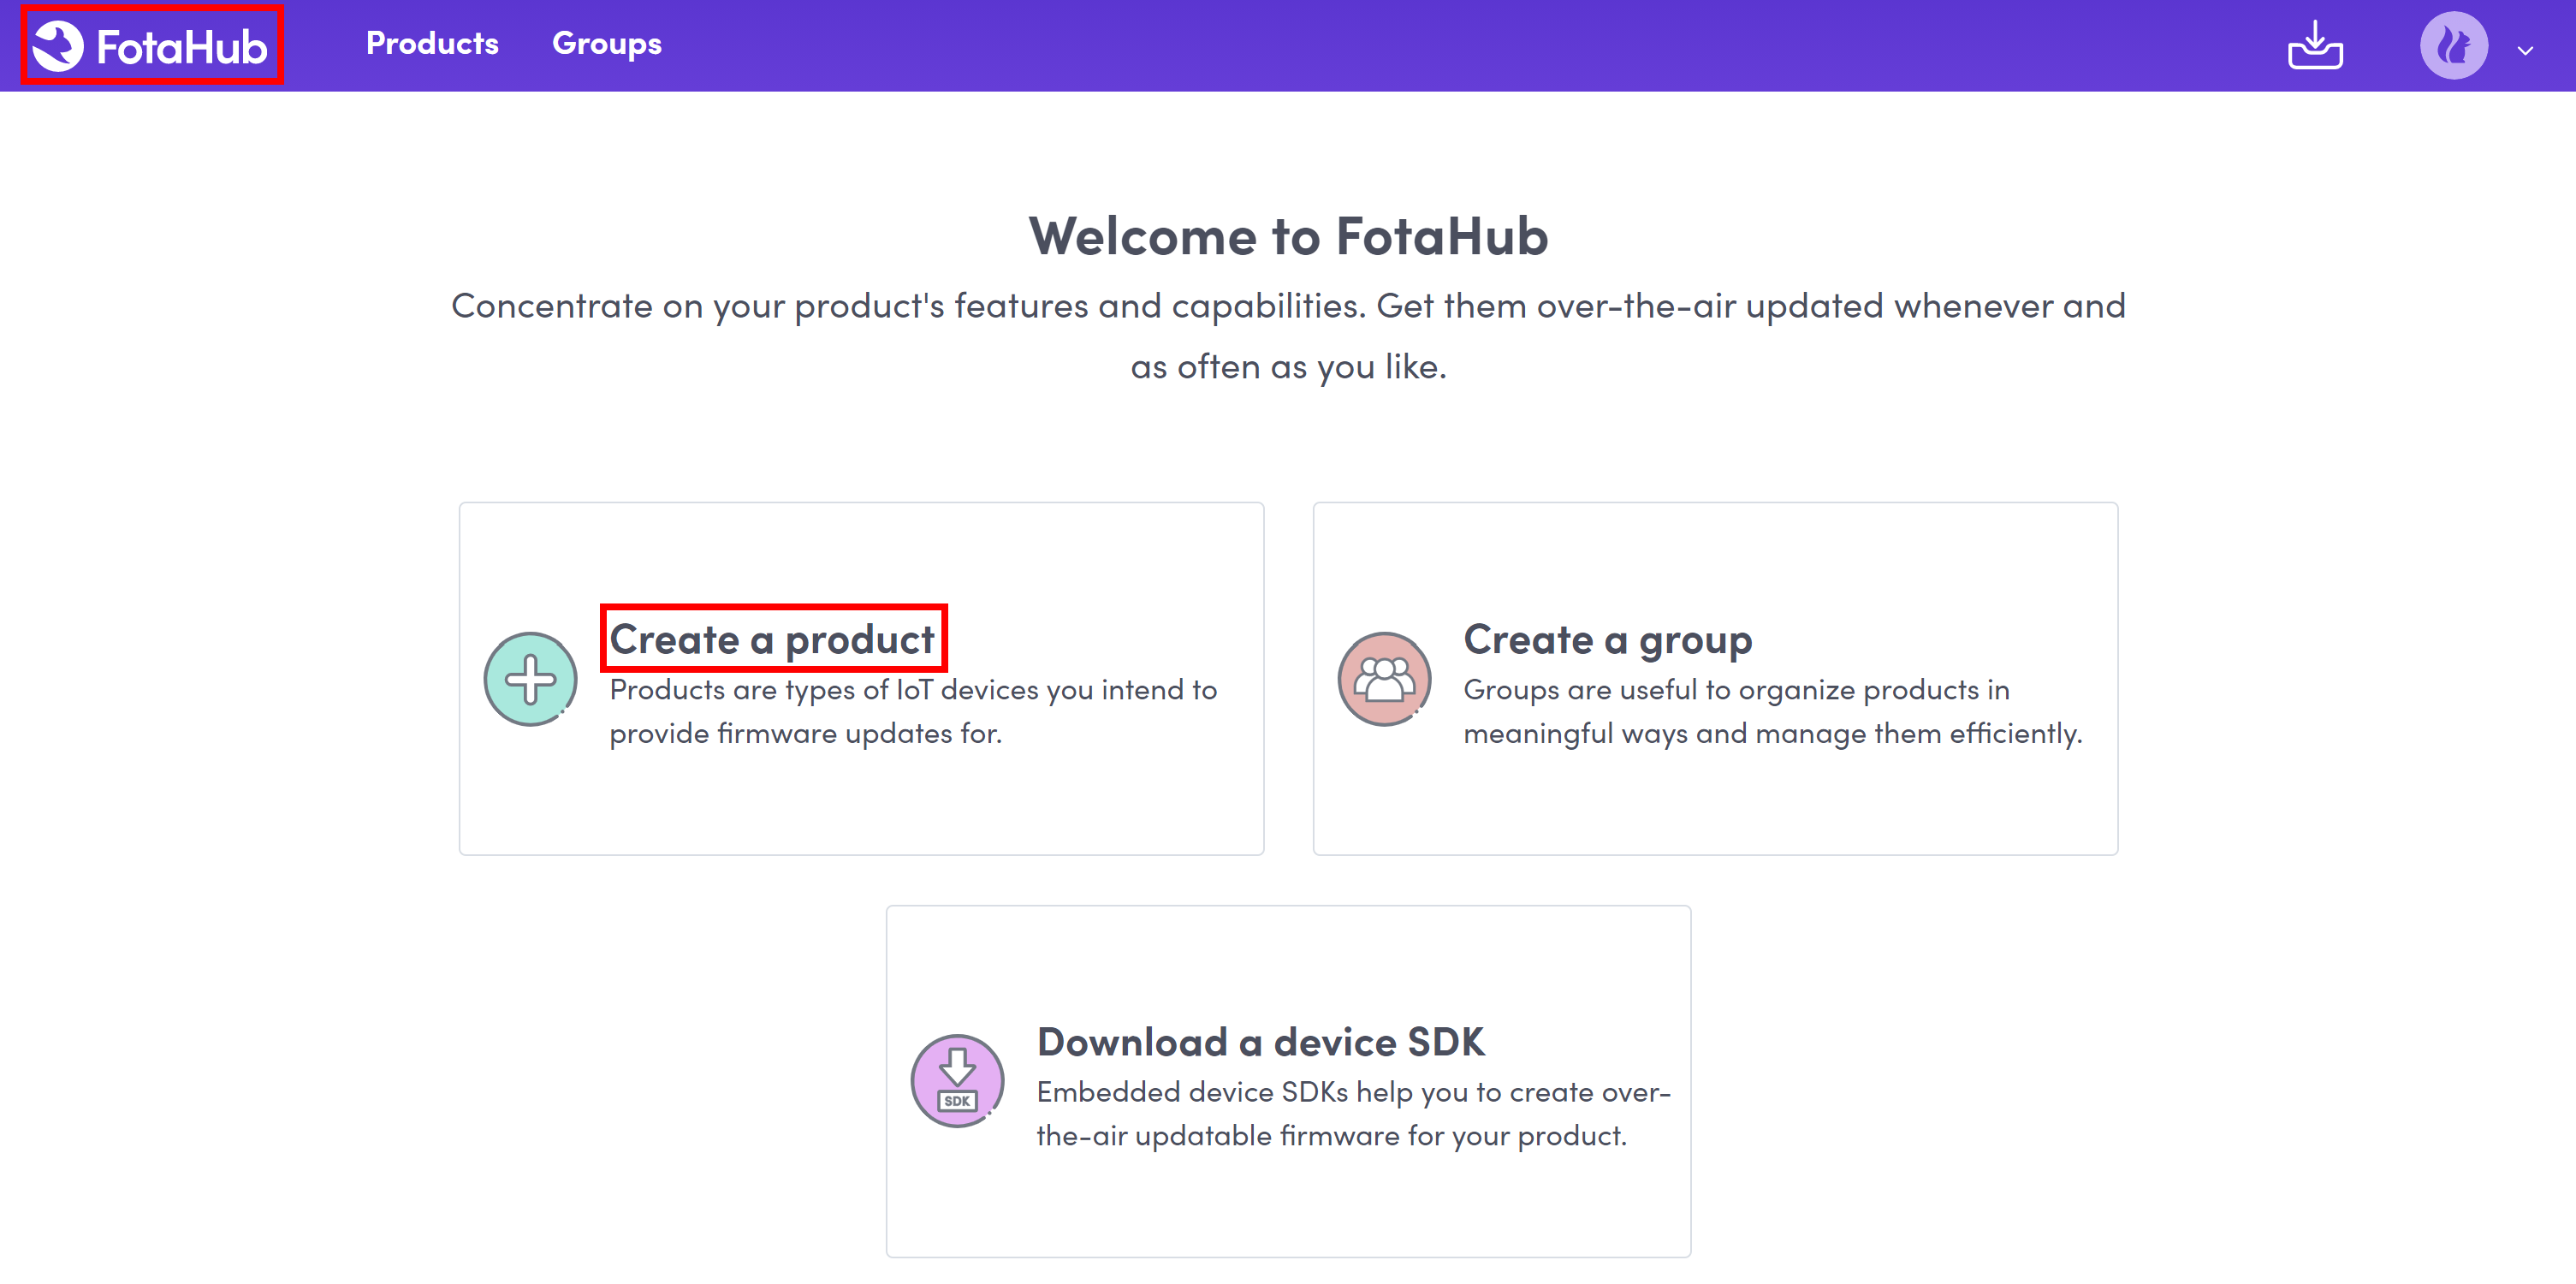 FotaHub
Products
Groups
Welcome to FotaHub
Concentrate on your product's features and capabilities. Get them over-the-air updated whenever and
as often as you like.
Create a product
Products are types of IoT devices you intend to
provide firmware updates for.
Create a group
Groups are useful to organize products in
meaningful ways and manage them efficiently.
Download a device SDK
SDK
Embedded device SDKs help you to create over-
the-air updatable firmware for your product.